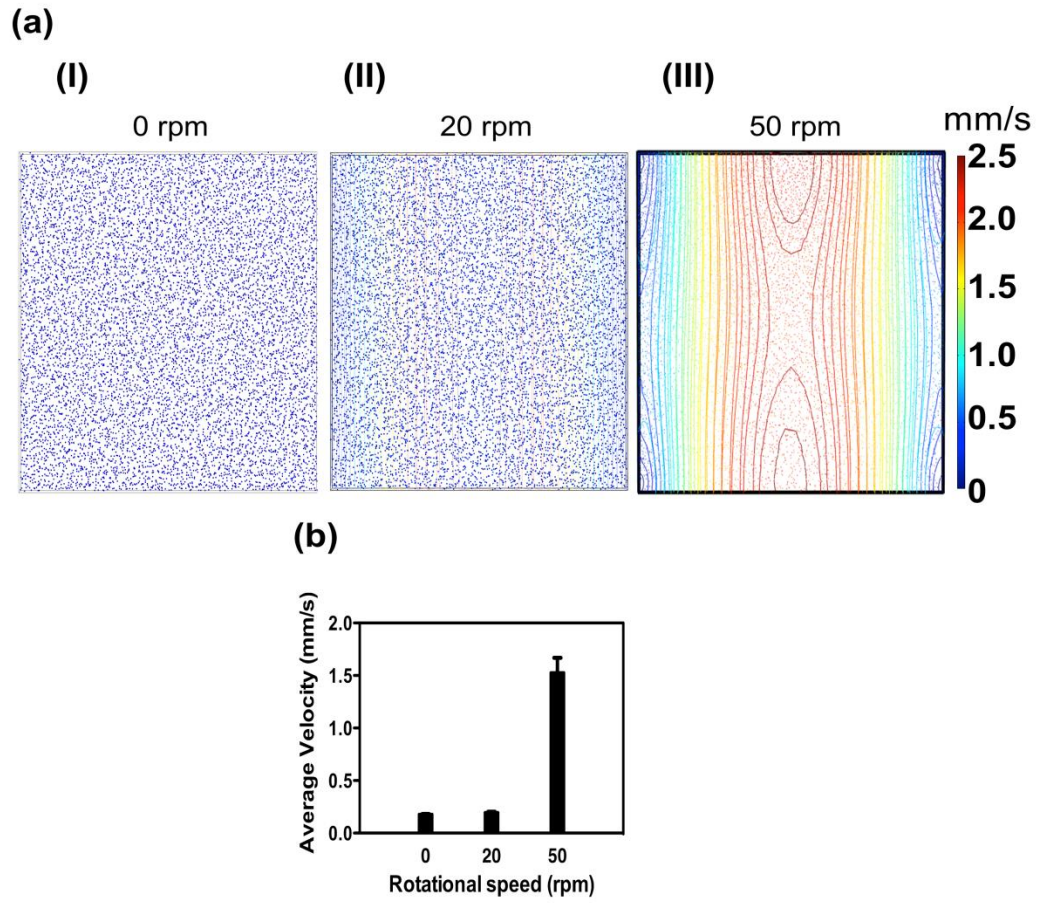 (a)
(I)
(II)
(III)
0 rpm
20 rpm
50 rpm
mm/s
2.5
2.0
1.5
1.0
0.5
0
(b)
Average Velocity (mm/s)
2.0
1.5
1.0
0.5
0.0
0 20 50
Rotational speed (rpm)